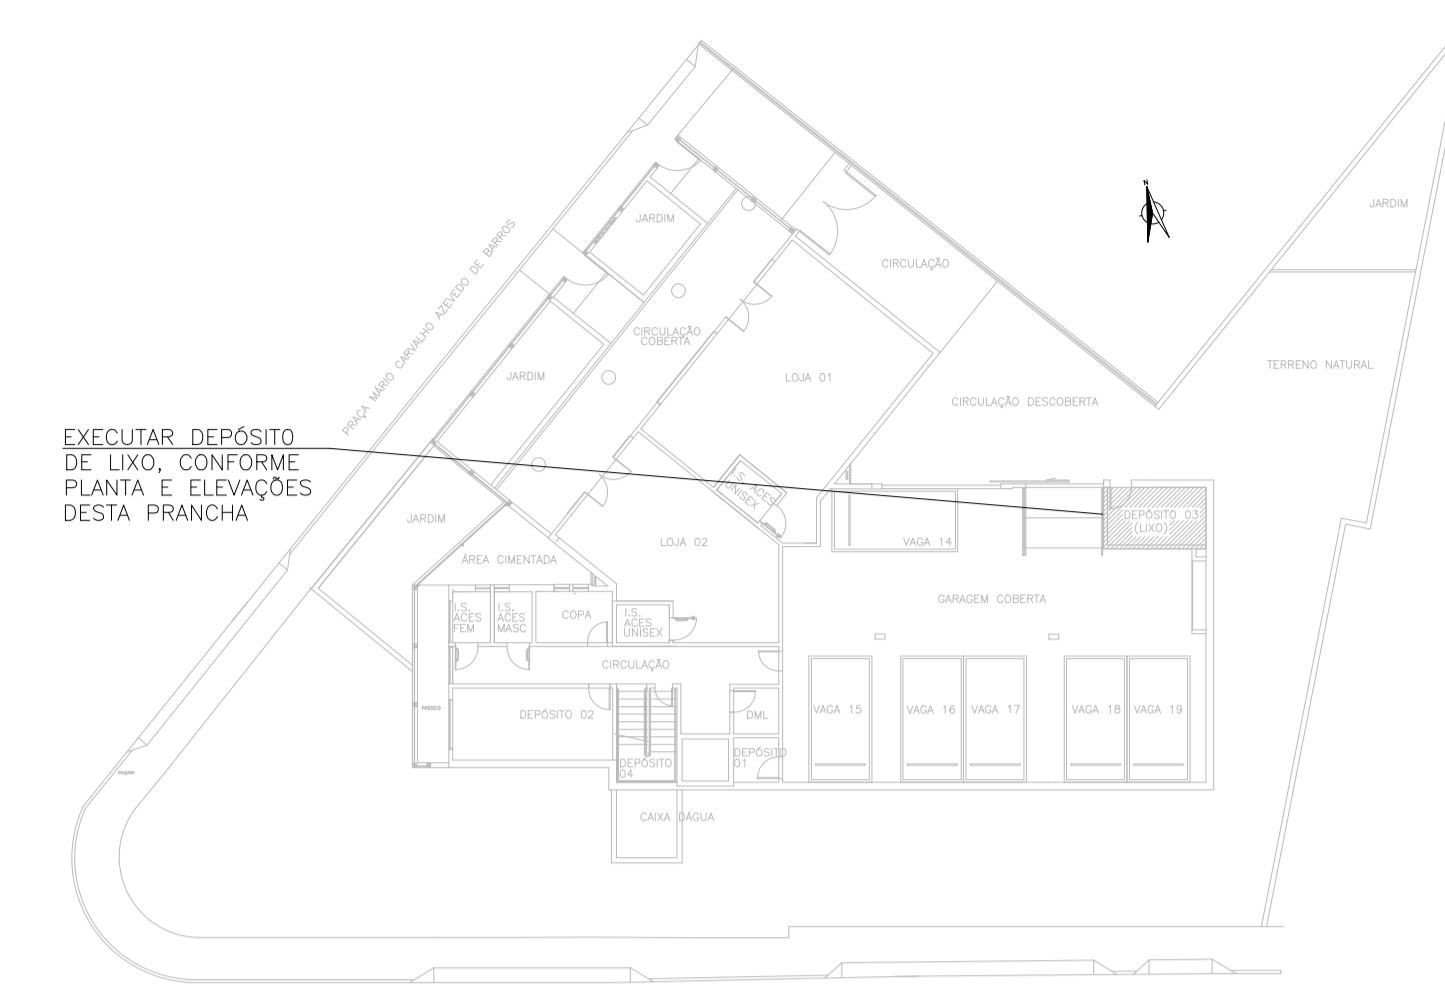 N
JARDIM
JARDIM
PRAÇA MÁRIO CARVALHO AZEVEDO DE BARROS
CIRCULAÇÃO
CIRCULAÇÃO
COBERTA
TERRENO NATURAL
JARDIM
LOJA 01
CIRCULAÇÃO DESCOBERTA
EXECUTAR DEPÓSITO
DE LIXO, CONFORME
PLANTA E ELEVAÇÕES
DESTA PRANCHA
I.S. ACES
UNISEX
JARDIM
DEPÓSITO 03
(LIXO)
LOJA 02
VAGA 14
ÁREA CIMENTADA
GARAGEM COBERTA
I.S.
ACES
FEM
I.S.
ACES
MASC
COPA
I.S.
ACES
UNISEX
CIRCULAÇÃO
PASSEIO
DEPÓSITO 02
DML
VAGA 15
VAGA 16
VAGA 17
VAGA 18
VAGA 19
DEPÓSITO
04
DEPÓSITO
01
CAIXA DÁGUA